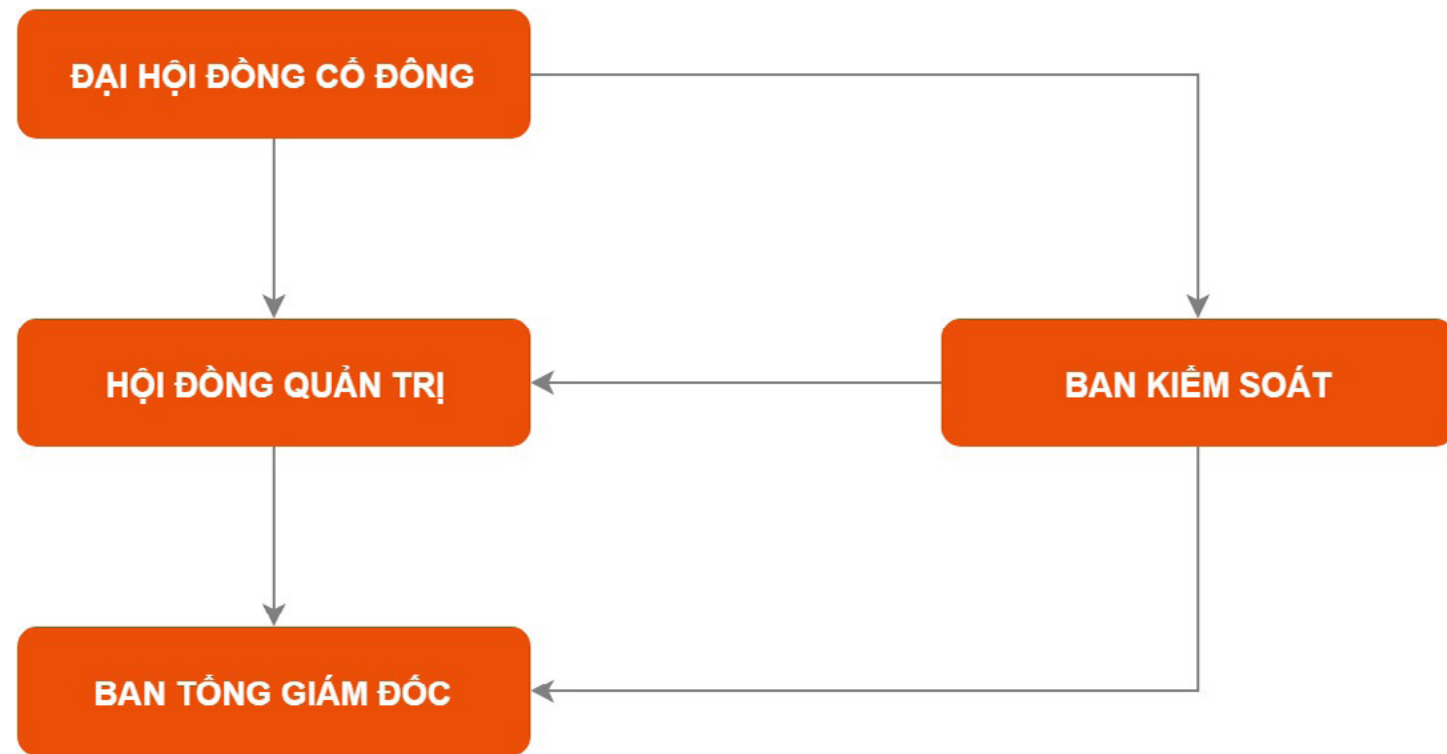 ĐẠI HỘI ĐỒNG CỔ ĐÔNG
HỘI ĐỒNG QUẢN TRỊ
BAN KIỂM SOÁT
BAN TỔNG GIÁM ĐỐC